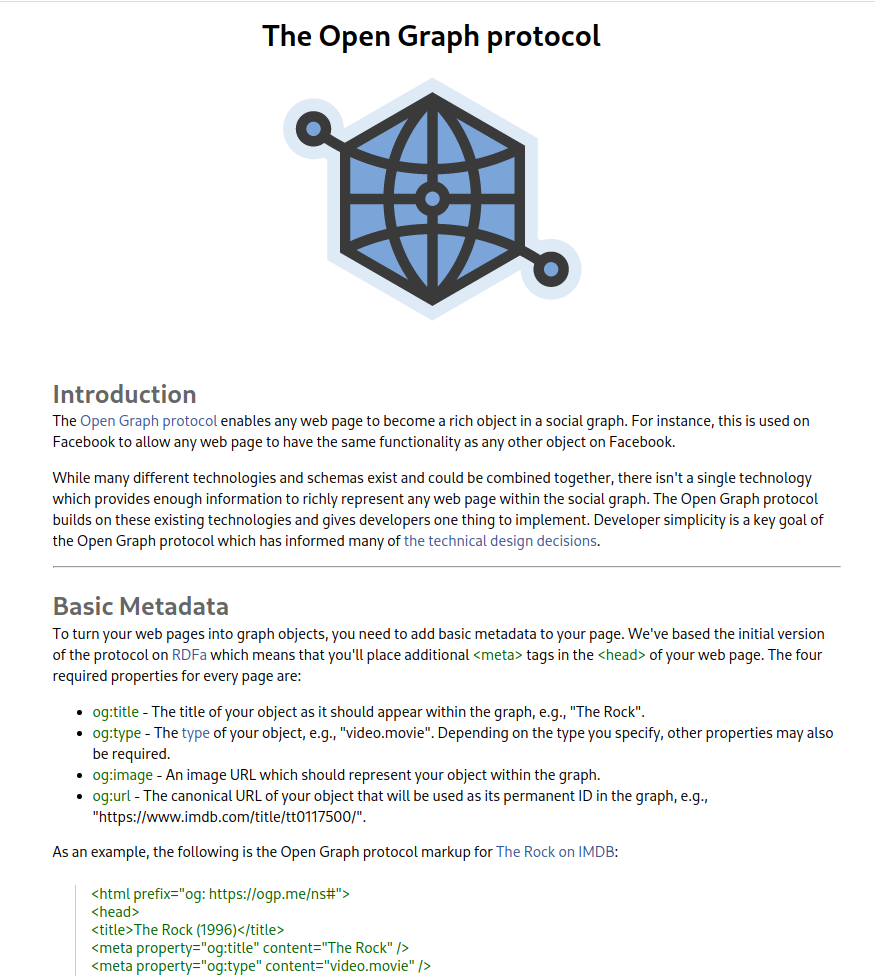 The Open Graph protocol
Introduction
The Open Graph protocol enables any web page to become a rich object in a social graph. For instance, this is used on
Facebook to allow any web page to have the same functionality as any other object on Facebook.
While many different technologies and schemas exist and could be combined together, there isn't a single technology
which provides enough information to richly represent any web page within the social graph. The Open Graph protocol
builds on these existing technologies and gives developers one thing to implement. Developer simplicity is a key goal of
the Open Graph protocol which has informed many of the technical design decisions.
Basic Metadata
To turn your web pages into graph objects, you need to add basic metadata to your page. We've based the initial version
of the protocol on RDFa which means that you'll place additional <meta> tags in the <head> of your web page. The four
required properties for every page are:
• og:title - The title of your object as it should appear within the graph, e.g., "The Rock".
• og:type - The type of your object, e.g., "video.movie". Depending on the type you specify, other properties may also
be required.
• og:image - An image URL which should represent your object within the graph.
• og:url - The canonical URL of your object that will be used as its permanent ID in the graph, e.g.,
"https://www.imdb.com/title/tt0117500/".
As an example, the following is the Open Graph protocol markup for The Rock on IMDB:
<html prefix="og: https://ogp.me/ns#">
<head>
<title>The Rock (1996)</title>
<meta property="og:title" content="The Rock" />
<meta property="og:type" content="video.movie" />